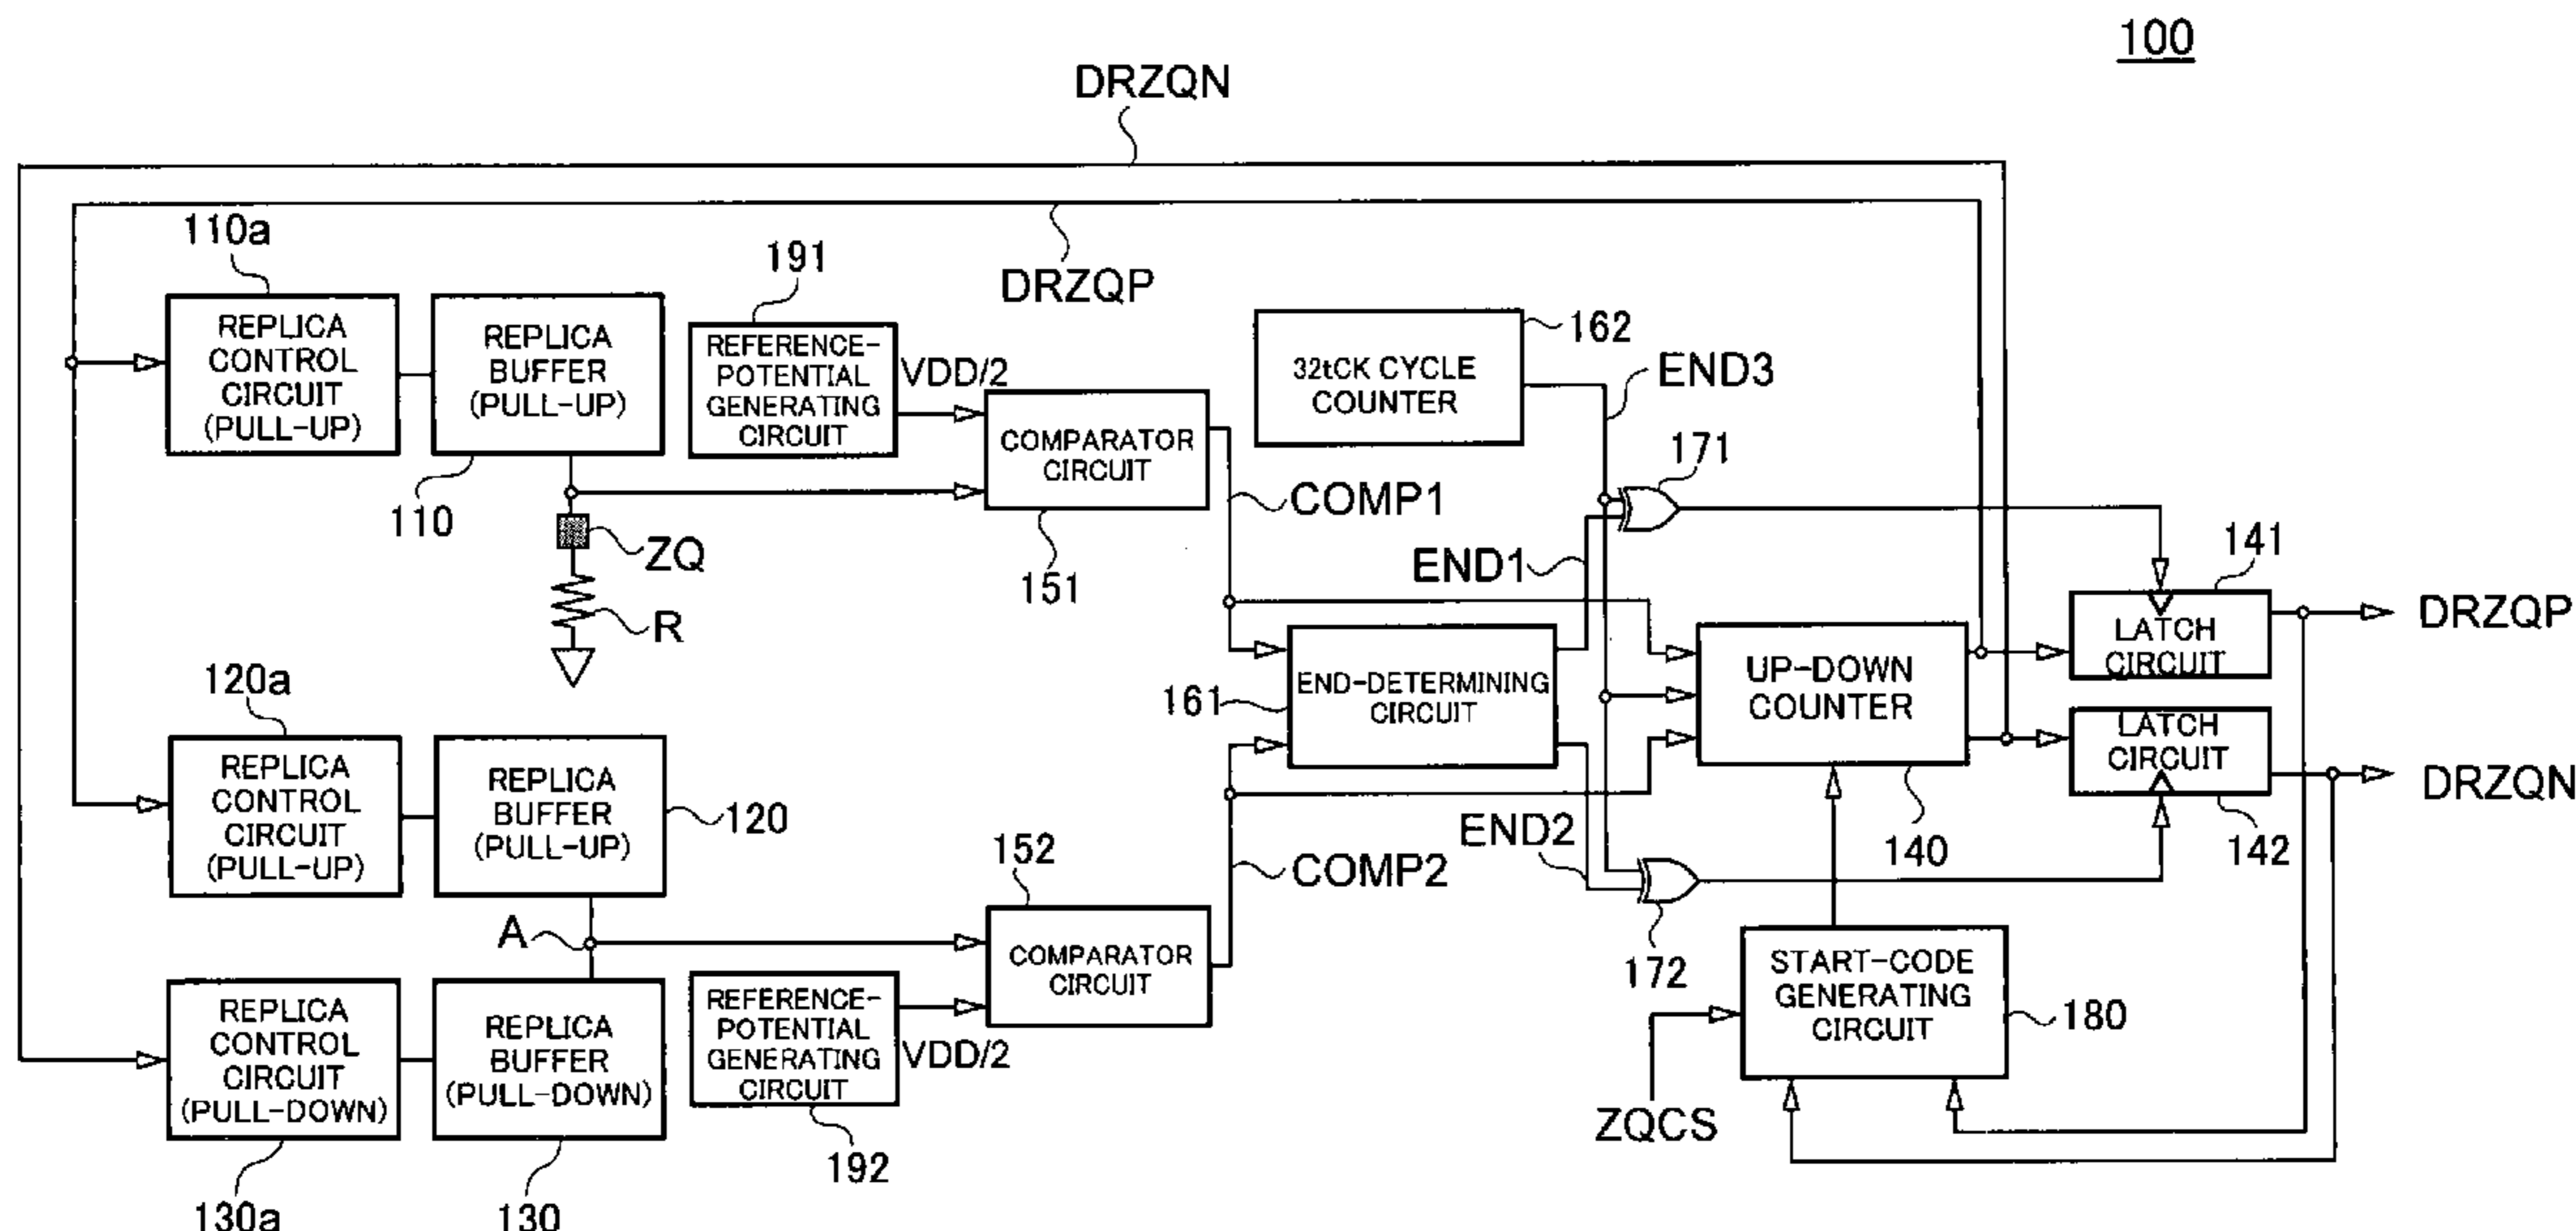 100
DRZQN
110a
191
DRZQP
REPLICA
CONTROL
CIRCUIT
(PULL-UP)
REPLICA
BUFFER
(PULL-UP)
REFERENCE-
POTENTIAL
GENERATING
CIRCUIT
VDD/2
COMPARATOR
CIRCUIT
32tCK CYCLE
COUNTER
162
END3
171
110
ZQ
R
COMP1
151
END1
141
LATCH
CIRCUIT
DRZQP
120a
REPLICA
CONTROL
CIRCUIT
(PULL-UP)
REPLICA
BUFFER
(PULL-UP)
120
161
END-DETERMINING
CIRCUIT
UP-DOWN
COUNTER
LATCH
CIRCUIT
DRZQN
END2
140
142
152
COMP2
A
COMPARATOR
CIRCUIT
172
START-CODE
GENERATING
CIRCUIT
180
REPLICA
CONTROL
CIRCUIT
(PULL-DOWN)
REPLICA
BUFFER
(PULL-DOWN)
REFERENCE-
POTENTIAL
GENERATING
CIRCUIT
VDD/2
ZQCS
192
130a
130